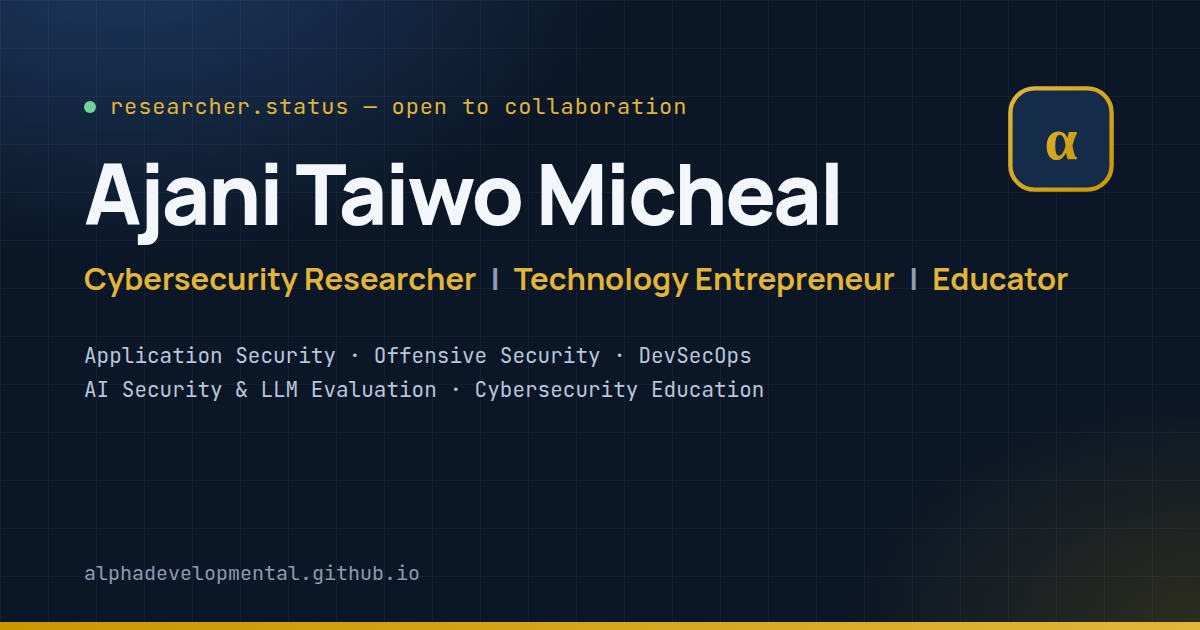 researcher.status — open to collaboration
α
Ajani Taiwo Micheal
Cybersecurity Researcher | Technology Entrepreneur | Educator
Application Security · Offensive Security · DevSecOps
AI Security & LLM Evaluation · Cybersecurity Education
alphadevelopmental.github.io